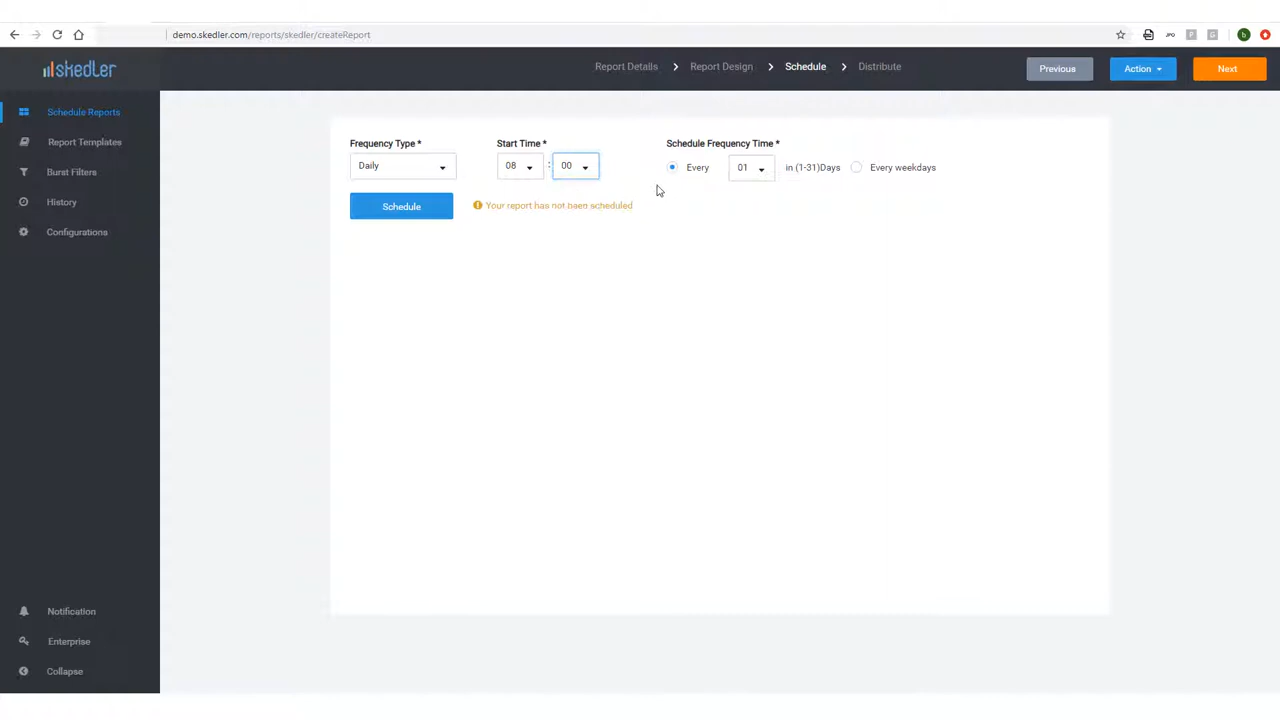 demo.skedler.com/reports/skedler/createReport
JPG
P
G
b
skedler
Report Details
Report Design
Schedule
Distribute
Previous
Action
Next
Schedule Reports
Report Templates
Burst Filters
History
Configurations
Notification
Enterprise
Collapse
Frequency Type *
Start Time *
Schedule Frequency Time *
Daily
08 : 00
Every 01 in (1-31)Days Every weekdays
Schedule
Your report has not been scheduled